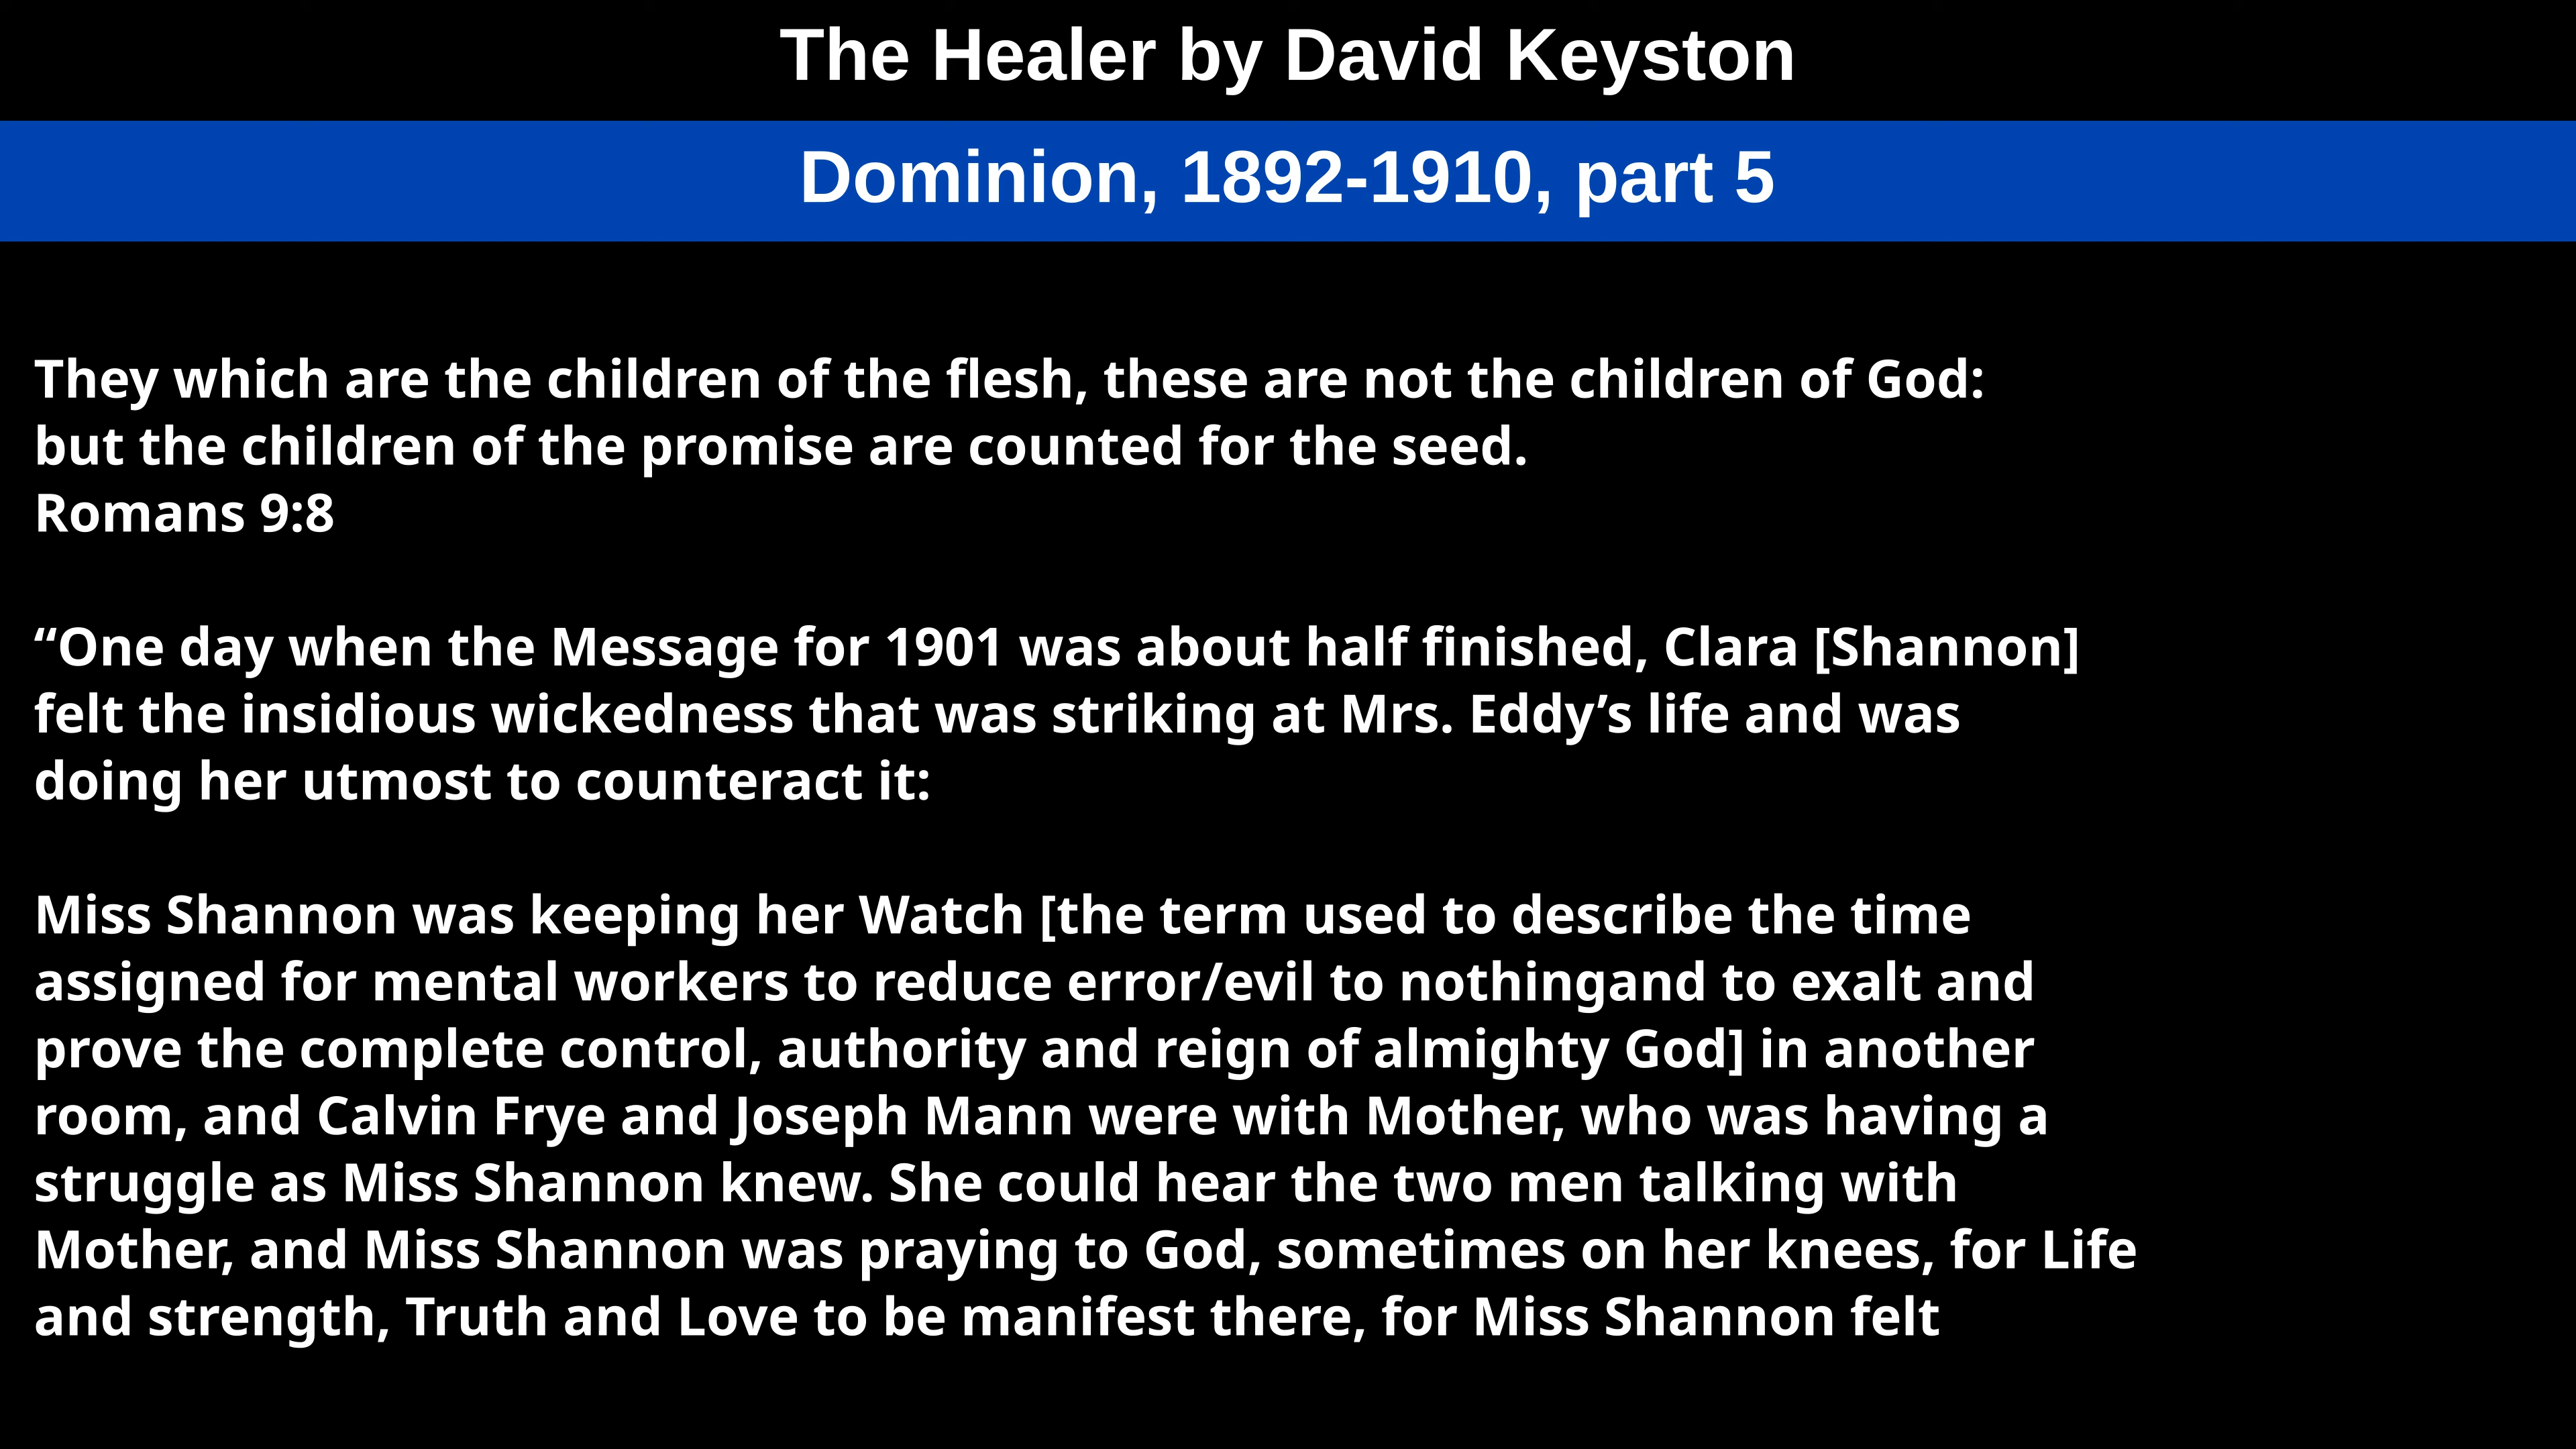 The Healer by David Keyston
Dominion, 1892-1910, part 5
They which are the children of the flesh, these are not the children of God:
but the children of the promise are counted for the seed.
Romans 9:8
“One day when the Message for 1901 was about half finished, Clara [Shannon]
felt the insidious wickedness that was striking at Mrs. Eddy’s life and was
doing her utmost to counteract it:
Miss Shannon was keeping her Watch [the term used to describe the time
assigned for mental workers to reduce error/evil to nothingand to exalt and
prove the complete control, authority and reign of almighty God] in another
room, and Calvin Frye and Joseph Mann were with Mother, who was having a
struggle as Miss Shannon knew. She could hear the two men talking with
Mother, and Miss Shannon was praying to God, sometimes on her knees, for Life
and strength, Truth and Love to be manifest there, for Miss Shannon felt